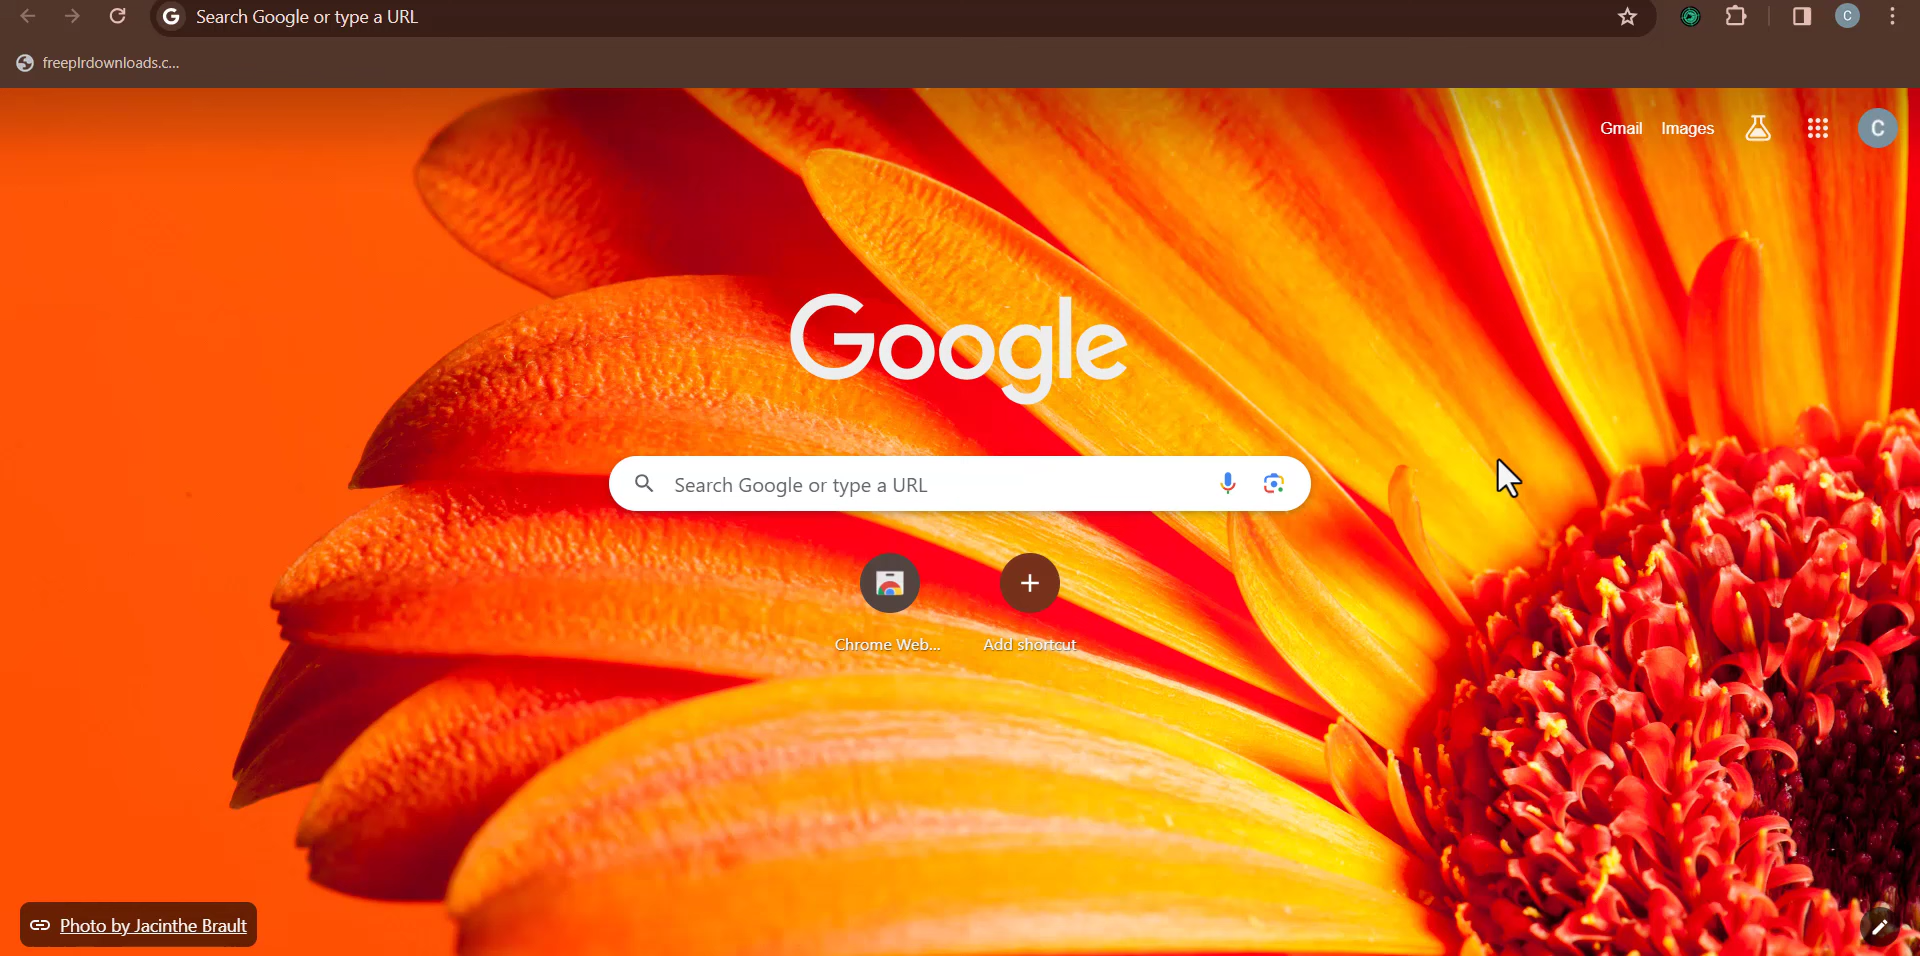 Search Google or type a URL
C
freeplrdownloads.c...
Gmail
Images
C
Google
Search Google or type a URL
Chrome Web...
Add shortcut
Photo by Jacinthe Brault